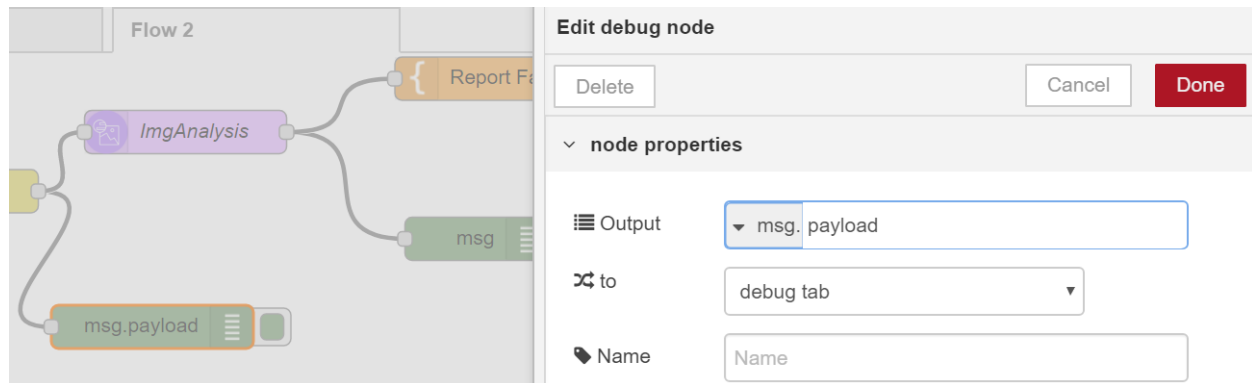 Flow 2
Report Fa
ImgAnalysis
msg
msg.payload
Edit debug node
Delete
Cancel
Done
node properties
Output
msg. payload
to
debug tab
Name
Name